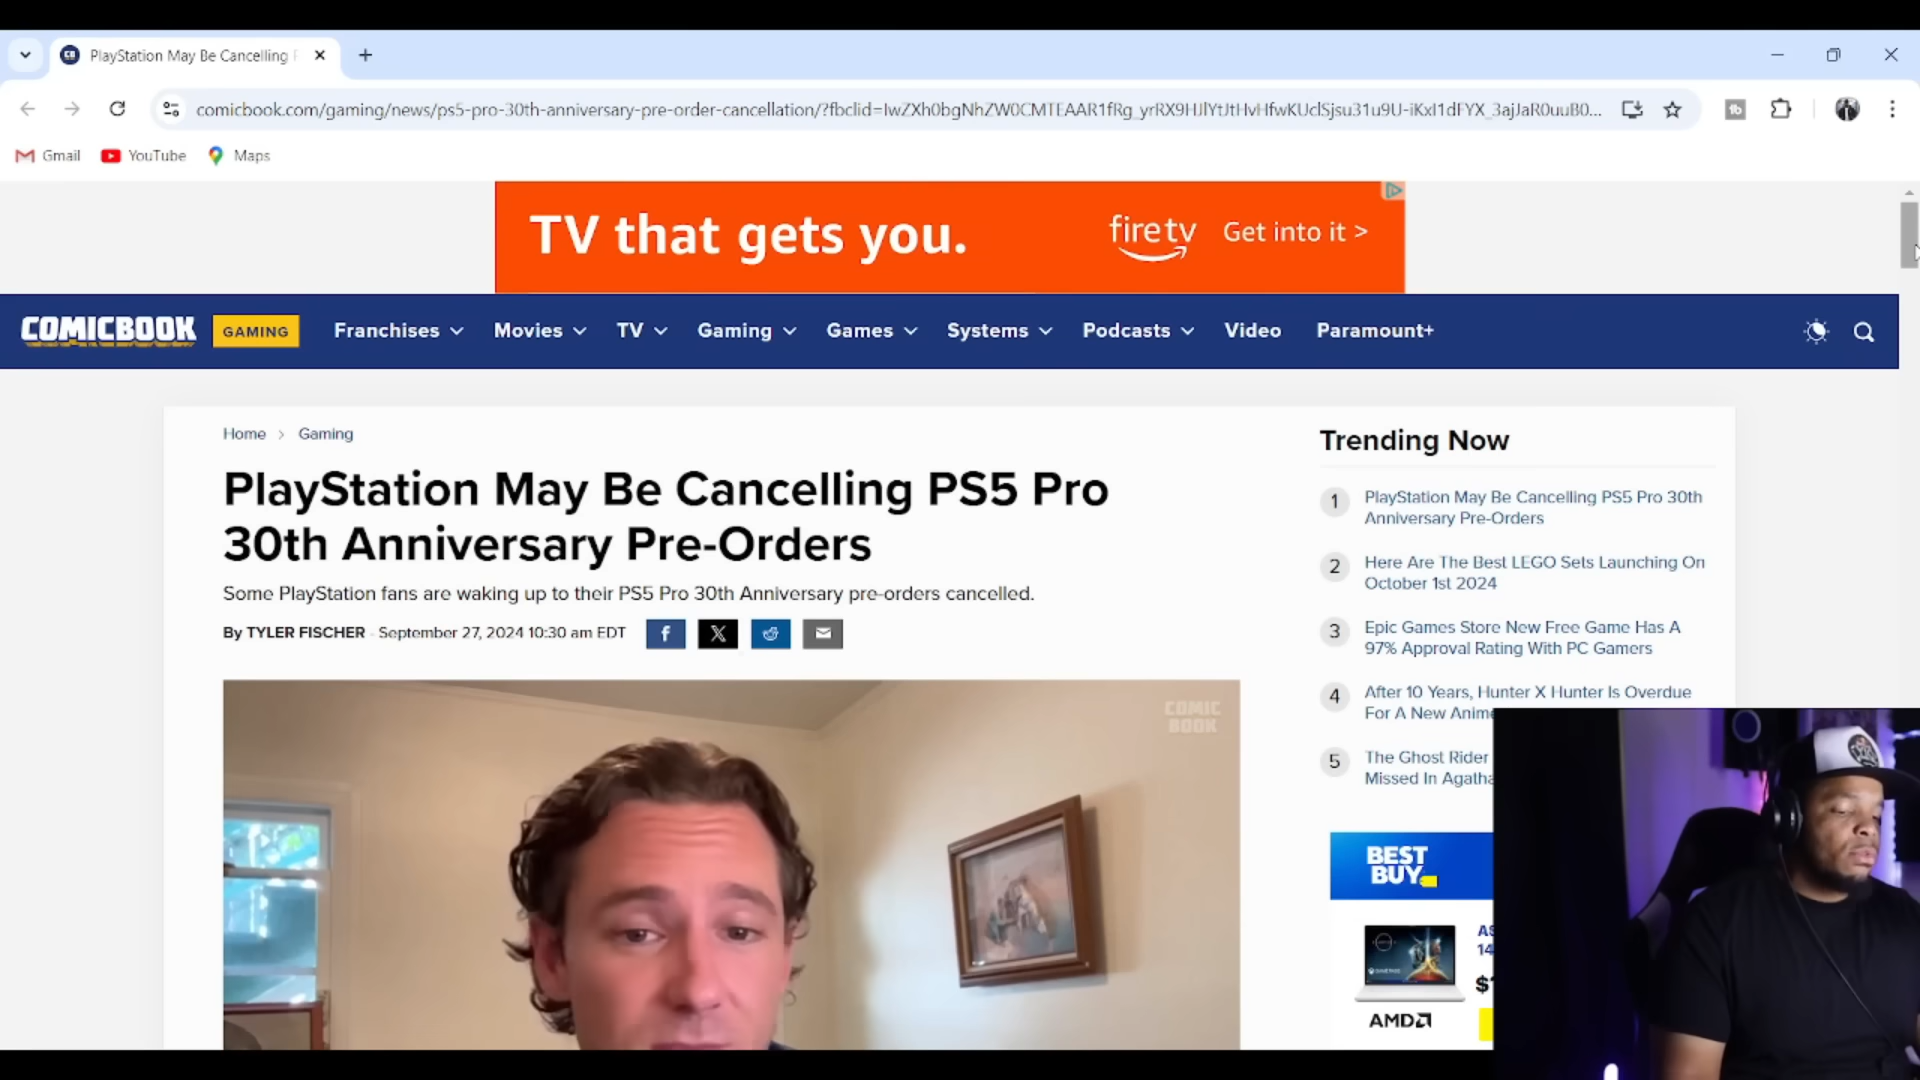 PlayStation May Be Cancelling
comicbook.com/gaming/news/ps5-pro-30th-anniversary-pre-order-cancellation/?fbclid=
Gmail YouTube Maps
TV that gets you.
fire tv Get into it >
COMICBOOK GAMING Franchises Movies TV Gaming Games Systems Podcasts Video Paramount+
Home > Gaming
PlayStation May Be Cancelling PS5 Pro
30th Anniversary Pre-Orders
Some PlayStation fans are waking up to their PS5 Pro 30th Anniversary pre-orders cancelled.
By TYLER FISCHER - September 27, 2024 10:30 am EDT
COMIC
BOOK
Trending Now
1 PlayStation May Be Cancelling PS5 Pro 30th
Anniversary Pre-Orders
2 Here Are The Best LEGO Sets Launching On
October 1st 2024
3 Epic Games Store New Free Game Has A
97% Approval Rating With PC Gamers
4 After 10 Years, Hunter X Hunter Is Overdue
For A New Anime
5 The Ghost Rider
Missed In Agatha
BEST
BUY
14
AMD